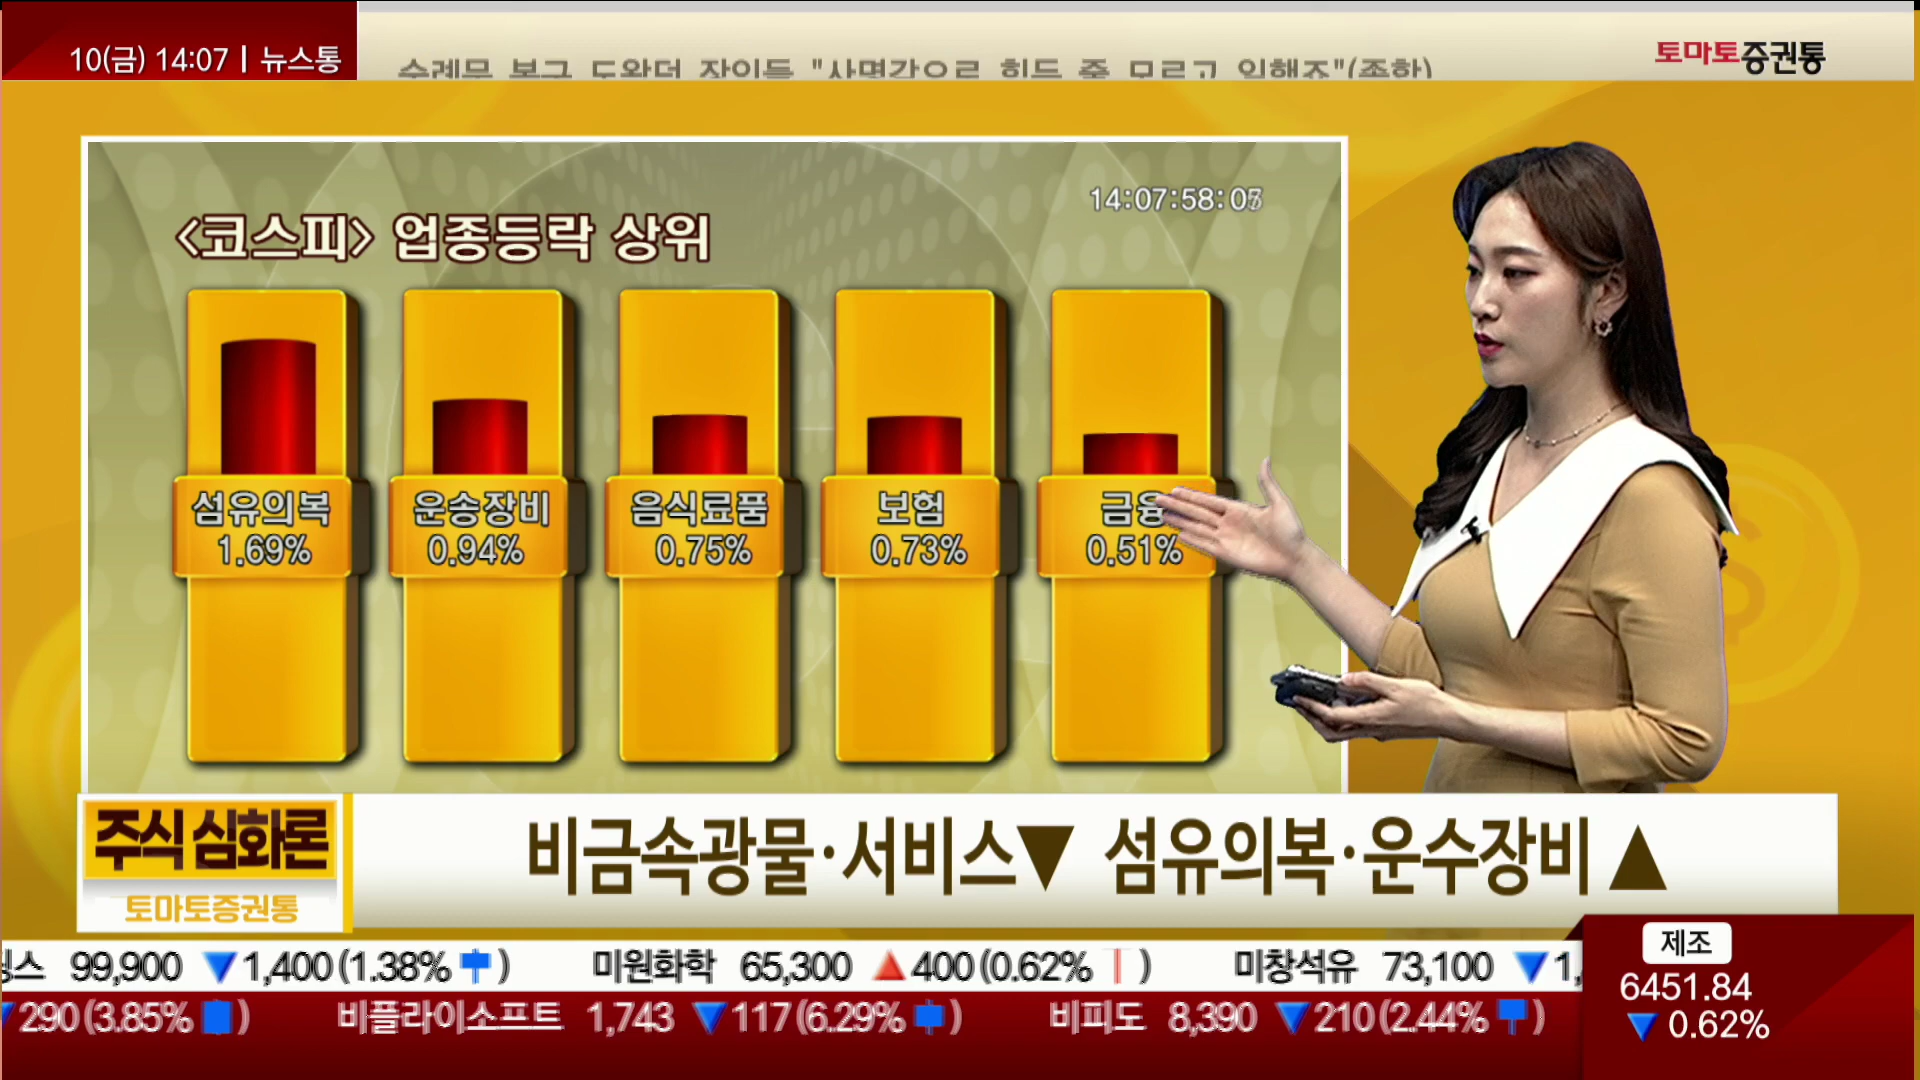 10(금) 14:07 | 뉴스통
토마토증권통
14:07:58:05
<코스피> 업종등락 상위
섬유의복 운송장비 음식료품 보험 금융
1.69% 0.94% 0.75% 0.73% 0.51%
주식 심화론
토마토증권통
비금속광물·서비스▼ 섬유의복·운수장비▲
스 99,900 ▼1,400(1.38% ) 미원화학 65,300 ▲400(0.62% ) 미창석유 73,100 ▼1,
▼290(3.85% ) 비플라이소프트 1,743 ▼117(6.29% ) 비피도 8,390 ▼210(2.44% )
제조
6451.84
▼ 0.62%